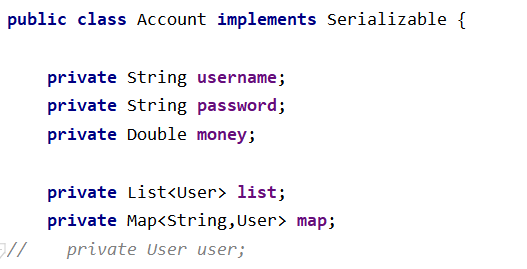 public class Account implements Serializable {
private String username;
private String password;
private Double money;
private List<User> list;
private Map<String,User> map;
//    private User user;